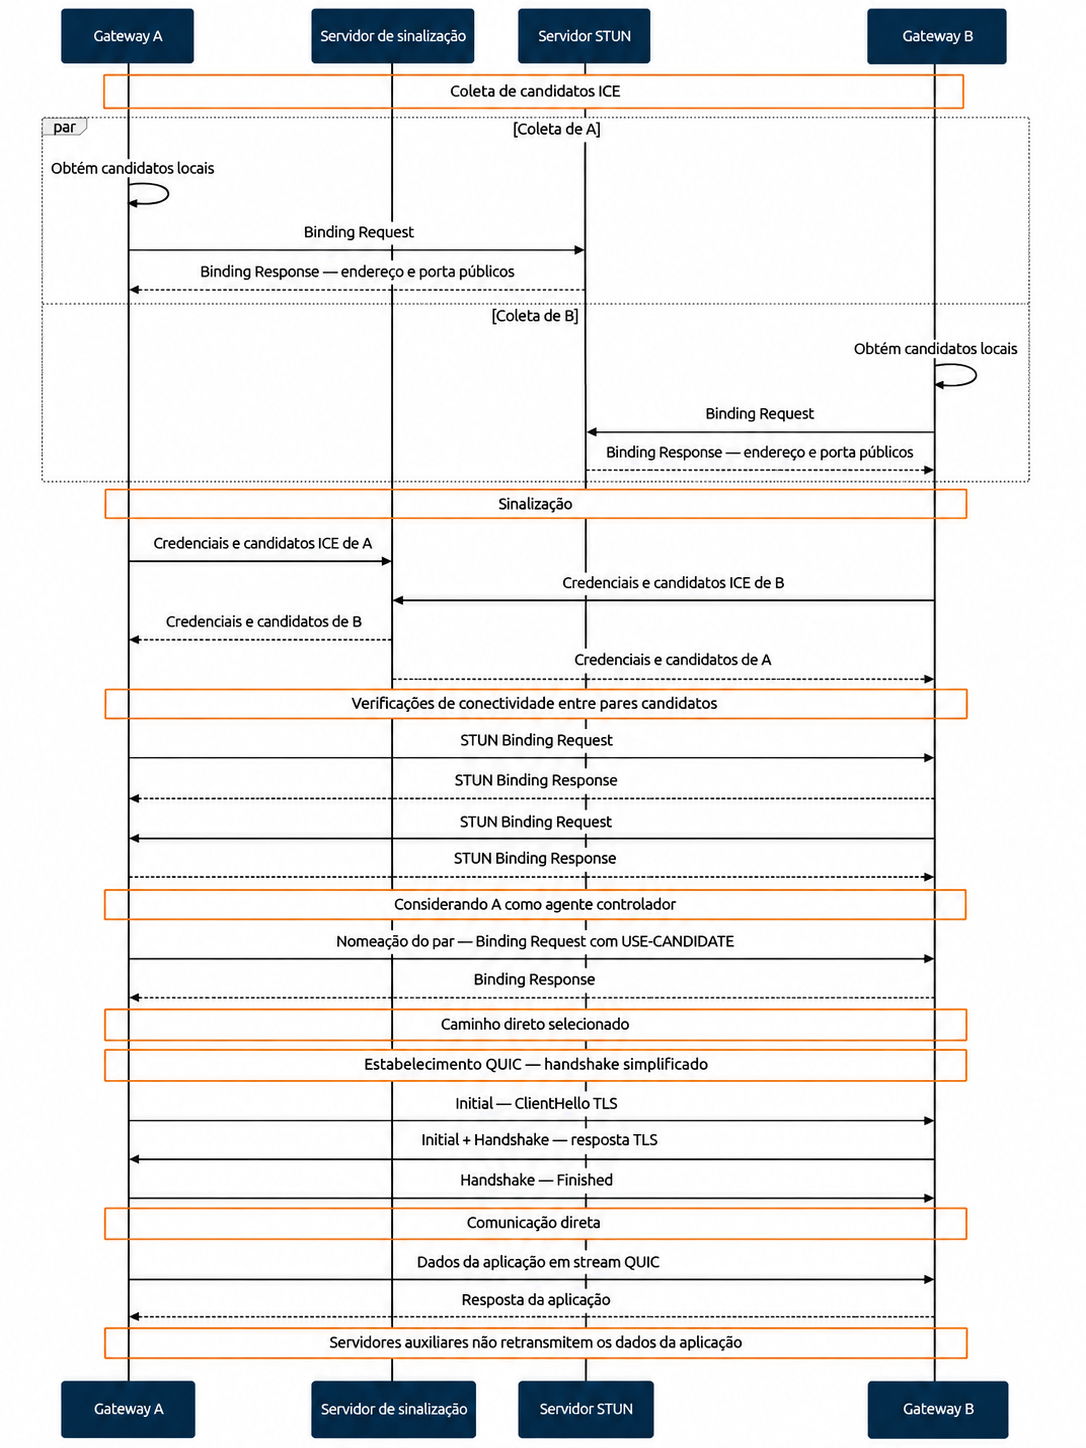 Gateway A
Servidor de sinalização
Servidor STUN
Gateway B
Coleta de candidatos ICE
par
[Coleta de A]
Obtém candidatos locais
Binding Request
Binding Response — endereço e porta públicos
[Coleta de B]
Obtém candidatos locais
Binding Request
Binding Response — endereço e porta públicos
Sinalização
Credenciais e candidatos ICE de A
Credenciais e candidatos ICE de B
Credenciais e candidatos de B
Credenciais e candidatos de A
Verificações de conectividade entre pares candidatos
STUN Binding Request
STUN Binding Response
STUN Binding Request
STUN Binding Response
Considerando A como agente controlador
Nomeação do par — Binding Request com USE-CANDIDATE
Binding Response
Caminho direto selecionado
Estabelecimento QUIC — handshake simplificado
Initial — ClientHello TLS
Initial + Handshake — resposta TLS
Handshake — Finished
Comunicação direta
Dados da aplicação em stream QUIC
Resposta da aplicação
Servidores auxiliares não retransmitem os dados da aplicação
Gateway A
Servidor de sinalização
Servidor STUN
Gateway B